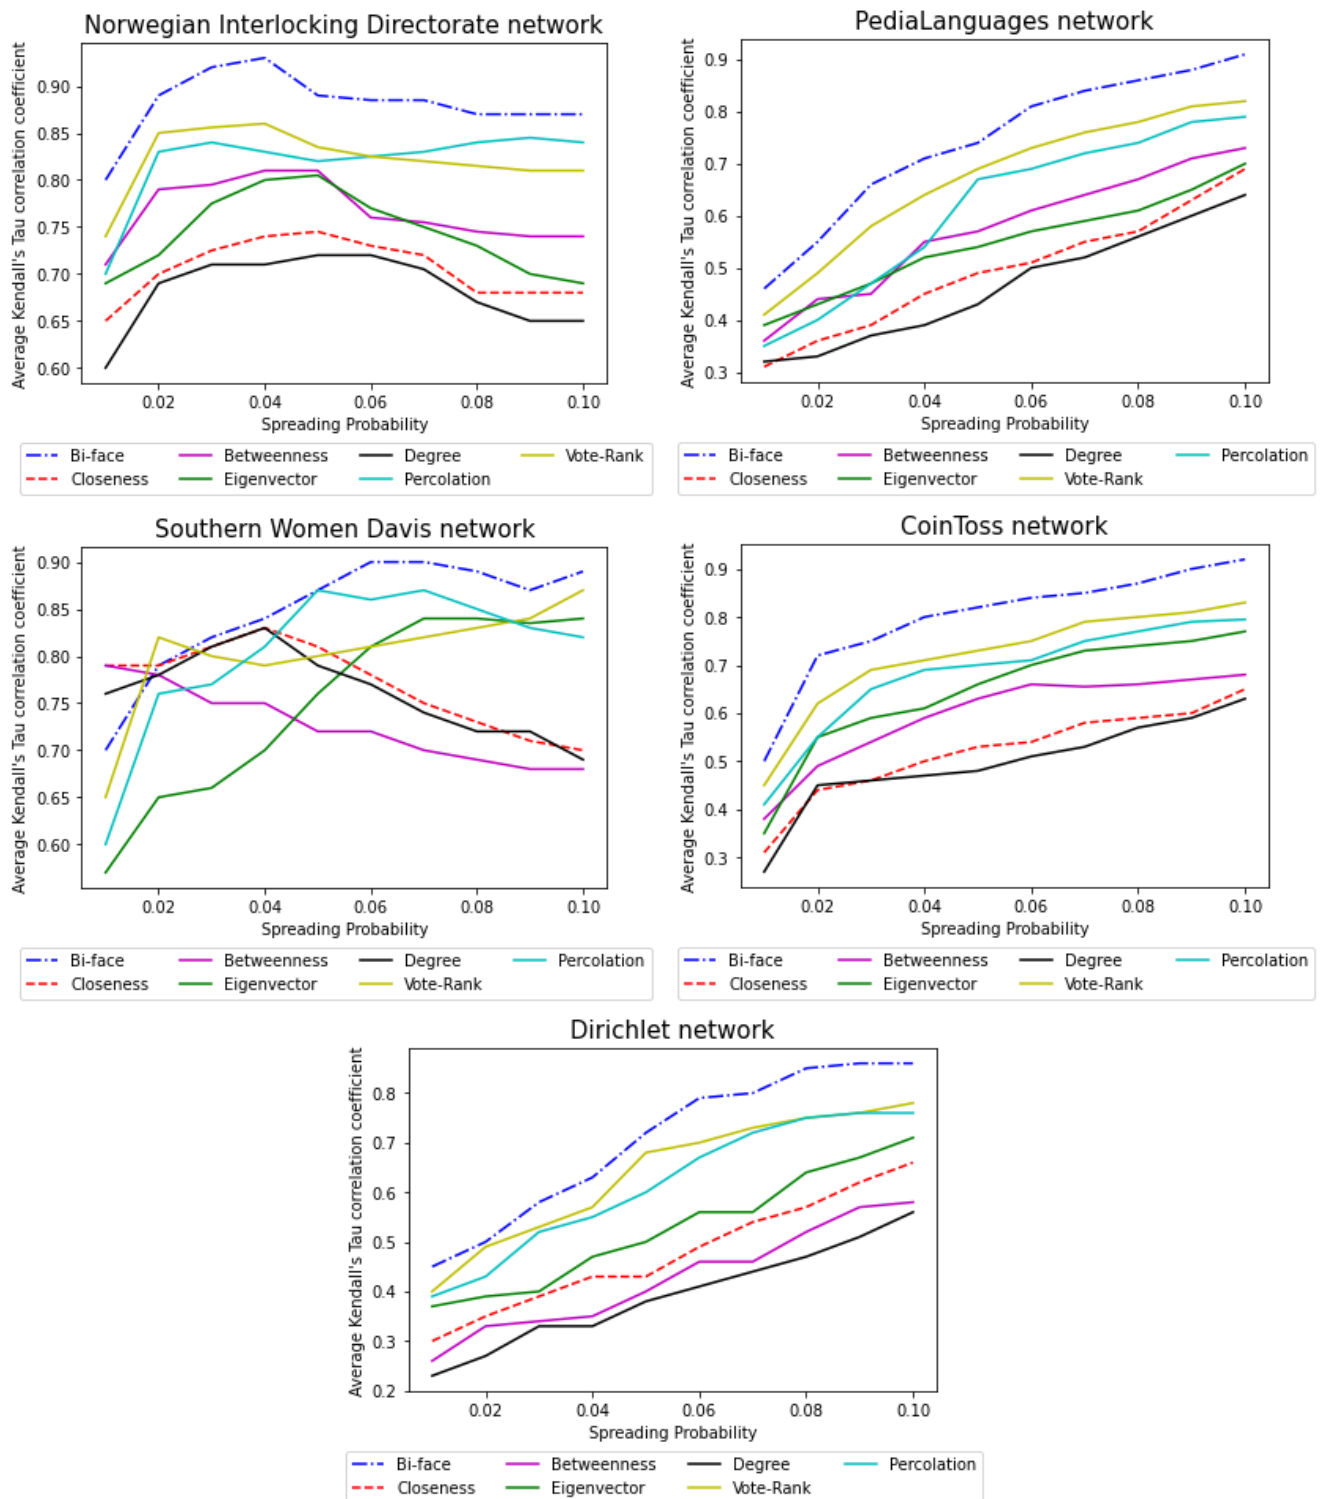 Norwegian Interlocking Directorate network
Average Kendall's Tau correlation coefficient
0.90
0.85
0.80
0.75
0.70
0.65
0.60
0.02 0.04 0.06 0.08 0.10
Spreading Probability
Bi-face Betweenness Degree Vote-Rank
Closeness Eigenvector Percolation
PediaLanguages network
Average Kendall's Tau correlation coefficient
0.9
0.8
0.7
0.6
0.5
0.4
0.3
0.02 0.04 0.06 0.08 0.10
Spreading Probability
Bi-face Betweenness Degree Percolation
Closeness Eigenvector Vote-Rank
Southern Women Davis network
Average Kendall's Tau correlation coefficient
0.90
0.85
0.80
0.75
0.70
0.65
0.60
0.02 0.04 0.06 0.08 0.10
Spreading Probability
Bi-face Betweenness Degree Percolation
Closeness Eigenvector Vote-Rank
CoinToss network
Average Kendall's Tau correlation coefficient
0.9
0.8
0.7
0.6
0.5
0.4
0.3
0.02 0.04 0.06 0.08 0.10
Spreading Probability
Bi-face Betweenness Degree Percolation
Closeness Eigenvector Vote-Rank
Dirichlet network
Average Kendall's Tau correlation coefficient
0.8
0.7
0.6
0.5
0.4
0.3
0.2
0.02 0.04 0.06 0.08 0.10
Spreading Probability
Bi-face Betweenness Degree Percolation
Closeness Eigenvector Vote-Rank